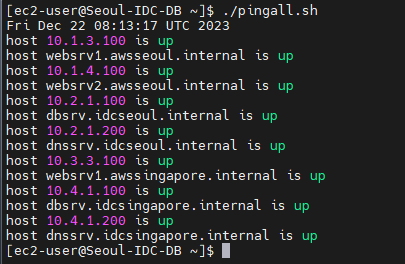 [ec2-user@Seoul-IDC-DB ~]$ ./pingall.sh
Fri Dec 22 08:13:17 UTC 2023
host 10.1.3.100 is up
host websrv1.awsseoul.internal is up
host 10.1.4.100 is up
host websrv2.awsseoul.internal is up
host 10.2.1.100 is up
host dbsrv.idcseoul.internal is up
host 10.2.1.200 is up
host dnssrv.idcseoul.internal is up
host 10.3.3.100 is up
host websrv1.awssingapore.internal is up
host 10.4.1.100 is up
host dbsrv.idcsingapore.internal is up
host 10.4.1.200 is up
host dnssrv.idcsingapore.internal is up
[ec2-user@Seoul-IDC-DB ~]$